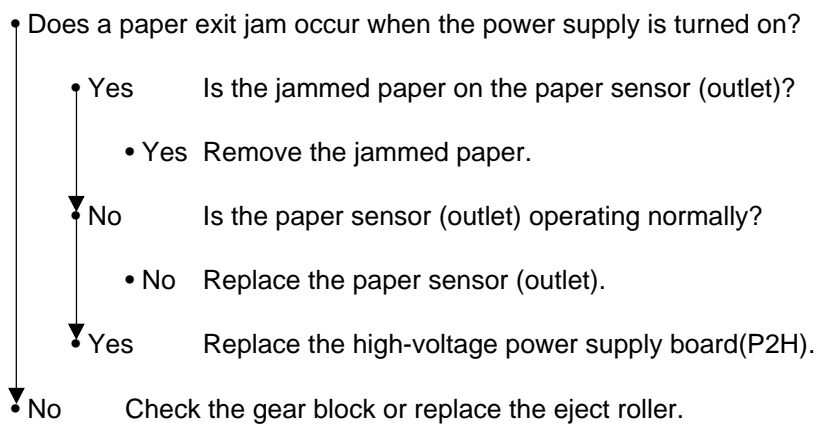 • Does a paper exit jam occur when the power supply is turned on?
• Yes Is the jammed paper on the paper sensor (outlet)?
• Yes Remove the jammed paper.
• No Is the paper sensor (outlet) operating normally?
• No Replace the paper sensor (outlet).
• Yes Replace the high-voltage power supply board(P2H).
• No Check the gear block or replace the eject roller.